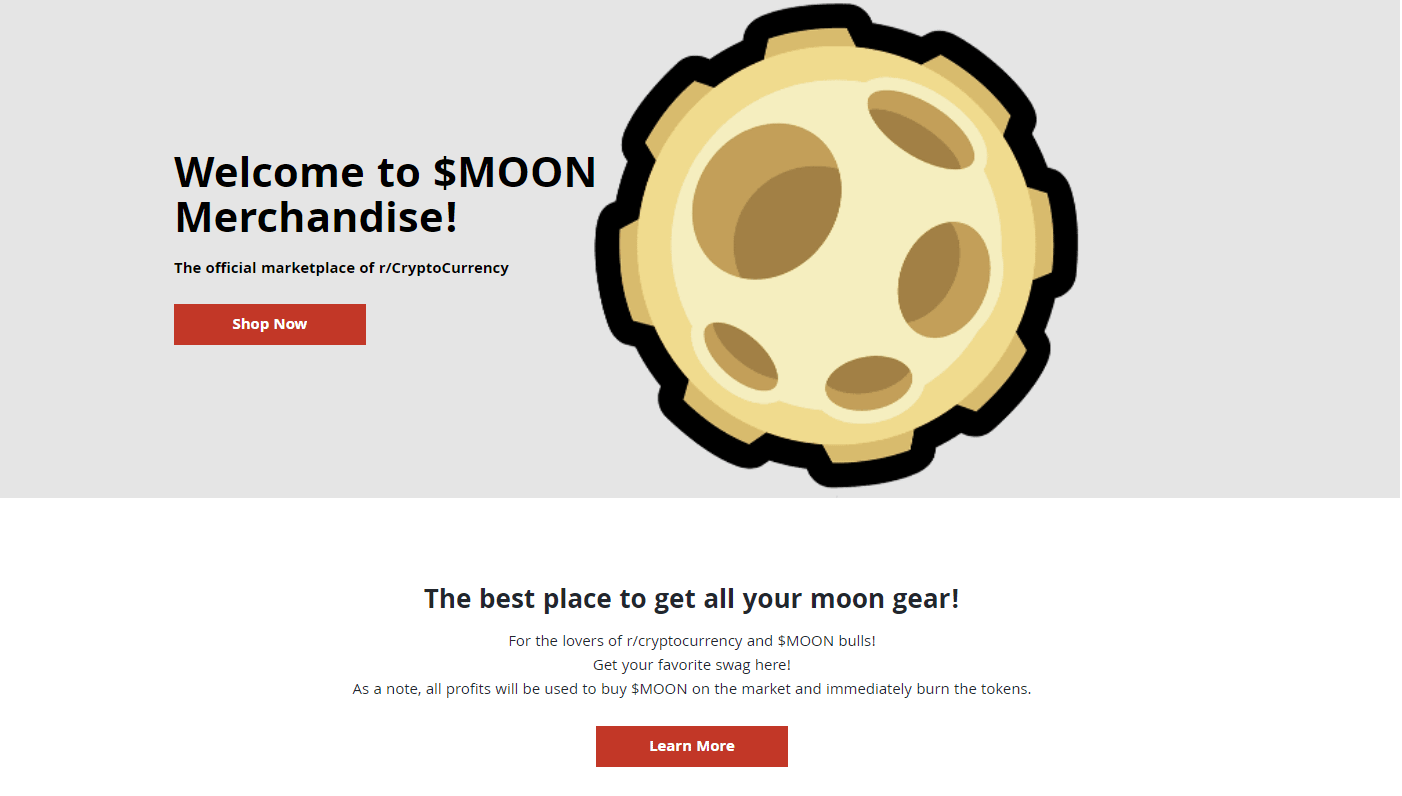 Welcome to $MOON
Merchandise!
The official marketplace of r/CryptoCurrency
Shop Now
The best place to get all your moon gear!
For the lovers of r/cryptocurrency and $MOON bulls!
Get your favorite swag here!
As a note, all profits will be used to buy $MOON on the market and immediately burn the tokens.
Learn More